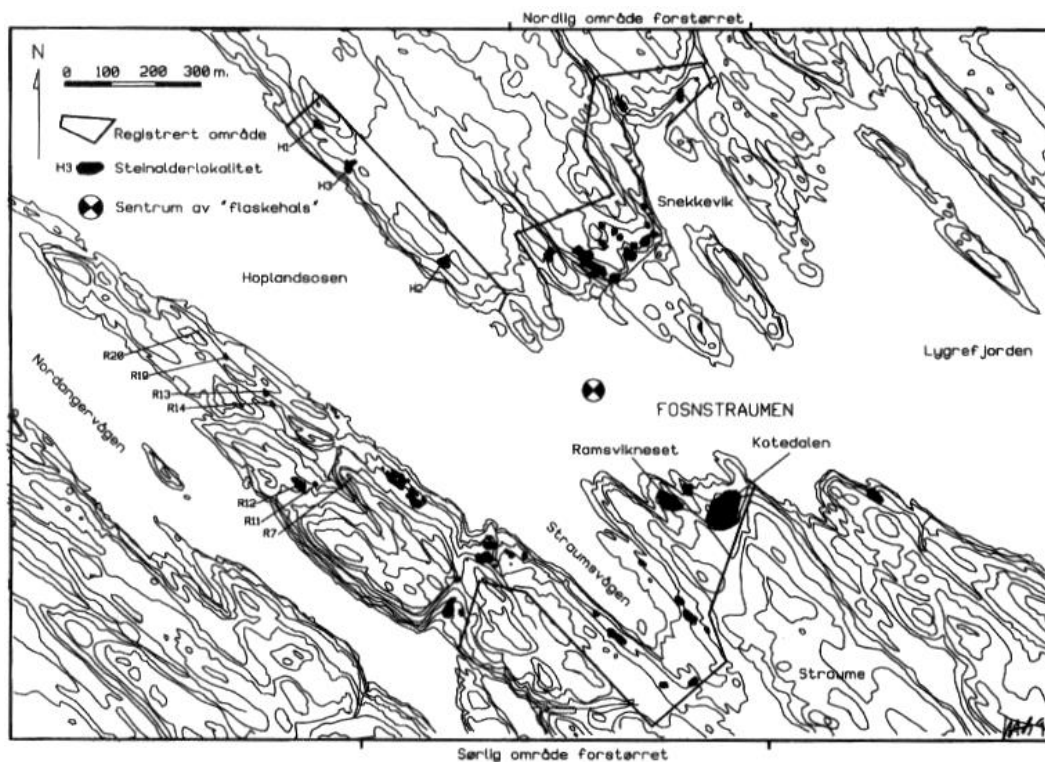 Nordlig område forstørret
N
0 100 200 300 m.
Registrert område
H3 Steinalderlokalitet
Sentrum av "flaskehals"
H1
H3
Snekkevik
Hoplandsosen
H2
R20
R19
Lygrefjorden
R13
R14
Nordangervågen
FOSNSTRAUMEN
Ramsvikneset
Kotedalen
R12
R11
R7
Straumsvågen
Straume
Sørlig område forstørret